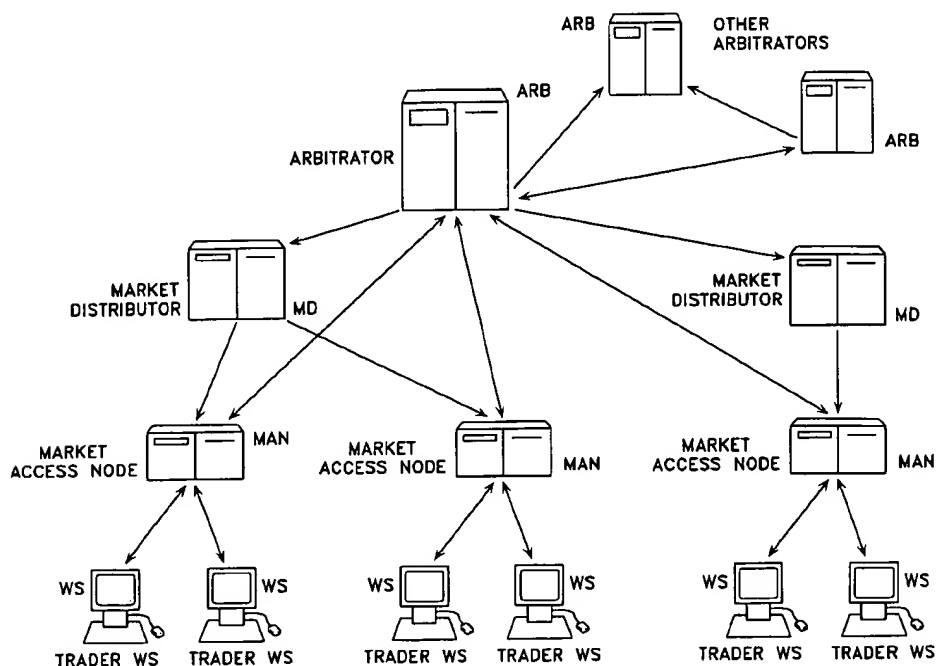 ARB
OTHER
ARBITRATORS
ARB
ARBITRATOR
ARB
MARKET
DISTRIBUTOR
MD
MARKET
DISTRIBUTOR
MD
MARKET
ACCESS NODE
MAN
MARKET
ACCESS NODE
MAN
MARKET
ACCESS NODE
MAN
WS
WS
WS
WS
WS
WS
TRADER WS
TRADER WS
TRADER WS
TRADER WS
TRADER WS
TRADER WS